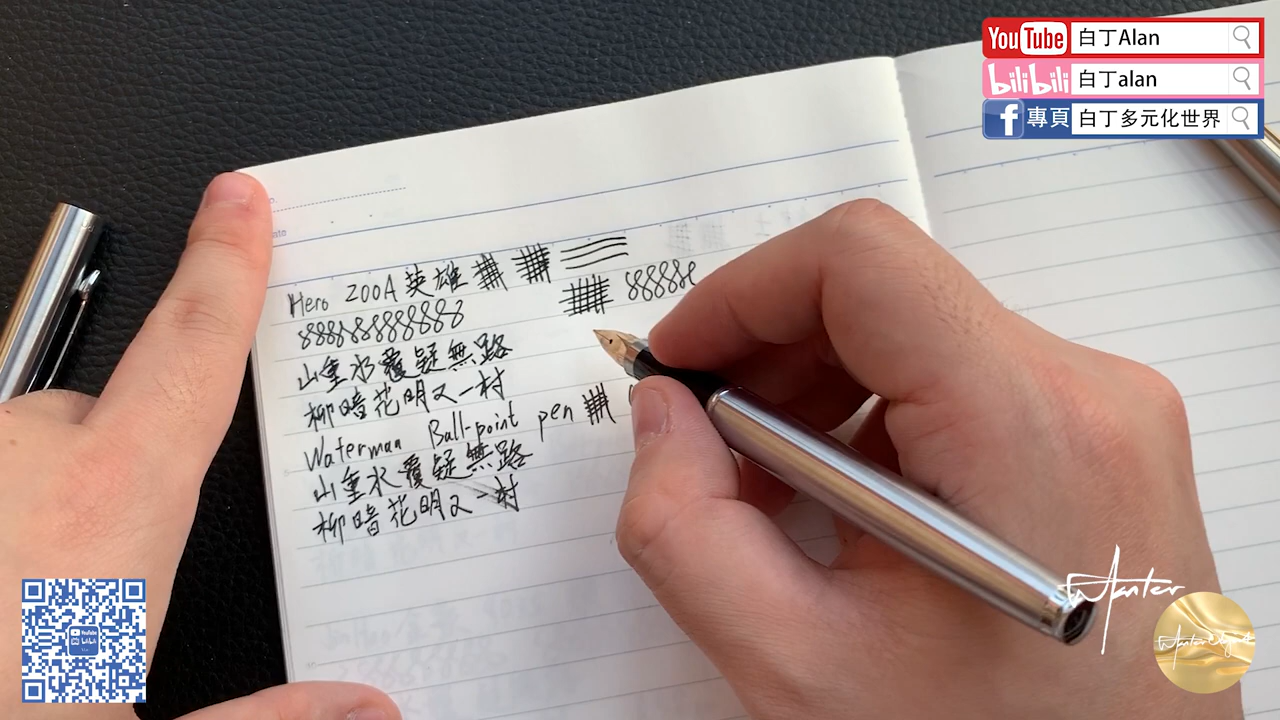 YouTube 白丁Alan
bilibili 白丁alan
f 專頁 白丁多元化世界
Hero 200A 英雄
山重水覆疑無路
柳暗花明又一村
Waterman Ball-point pen
山重水覆疑無路
柳暗花明又一村